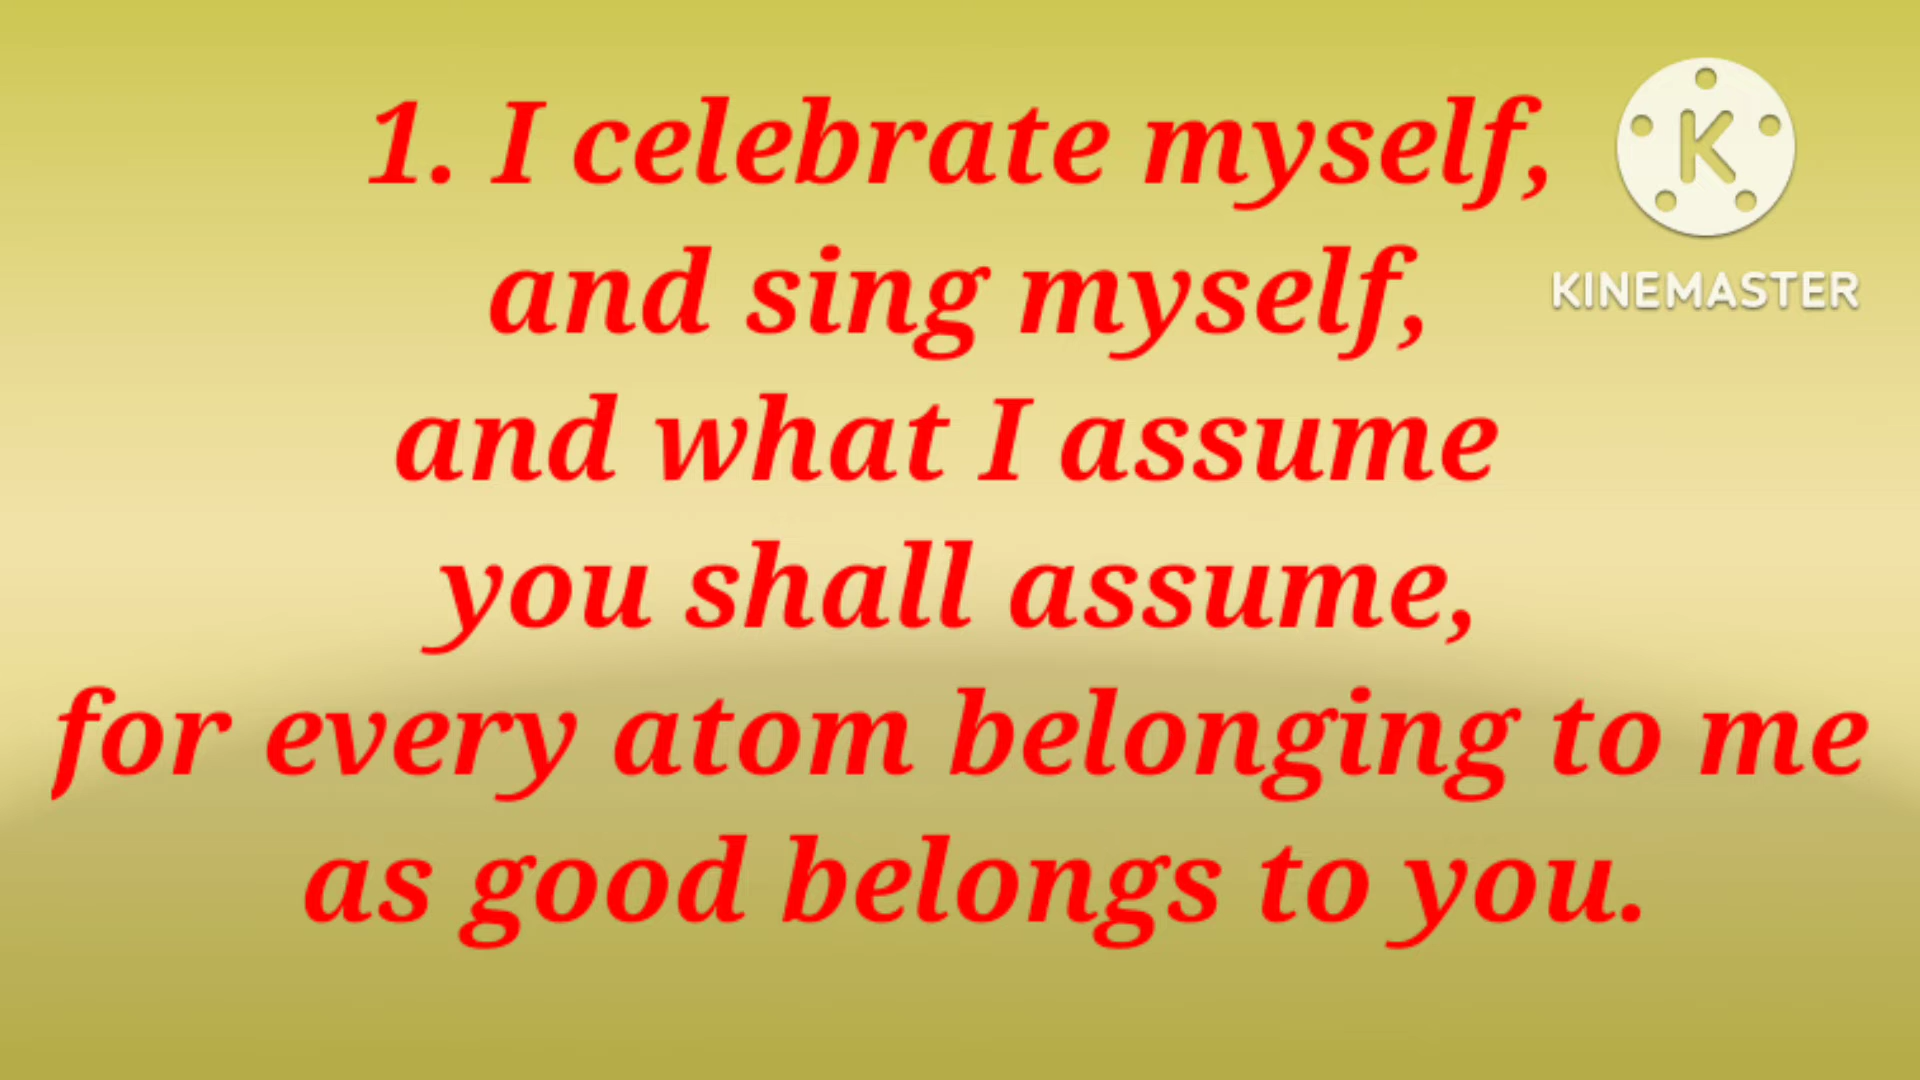 1. I celebrate myself,
and sing myself,
and what I assume
you shall assume,
for every atom belonging to me
as good belongs to you.
K
KINEMASTER